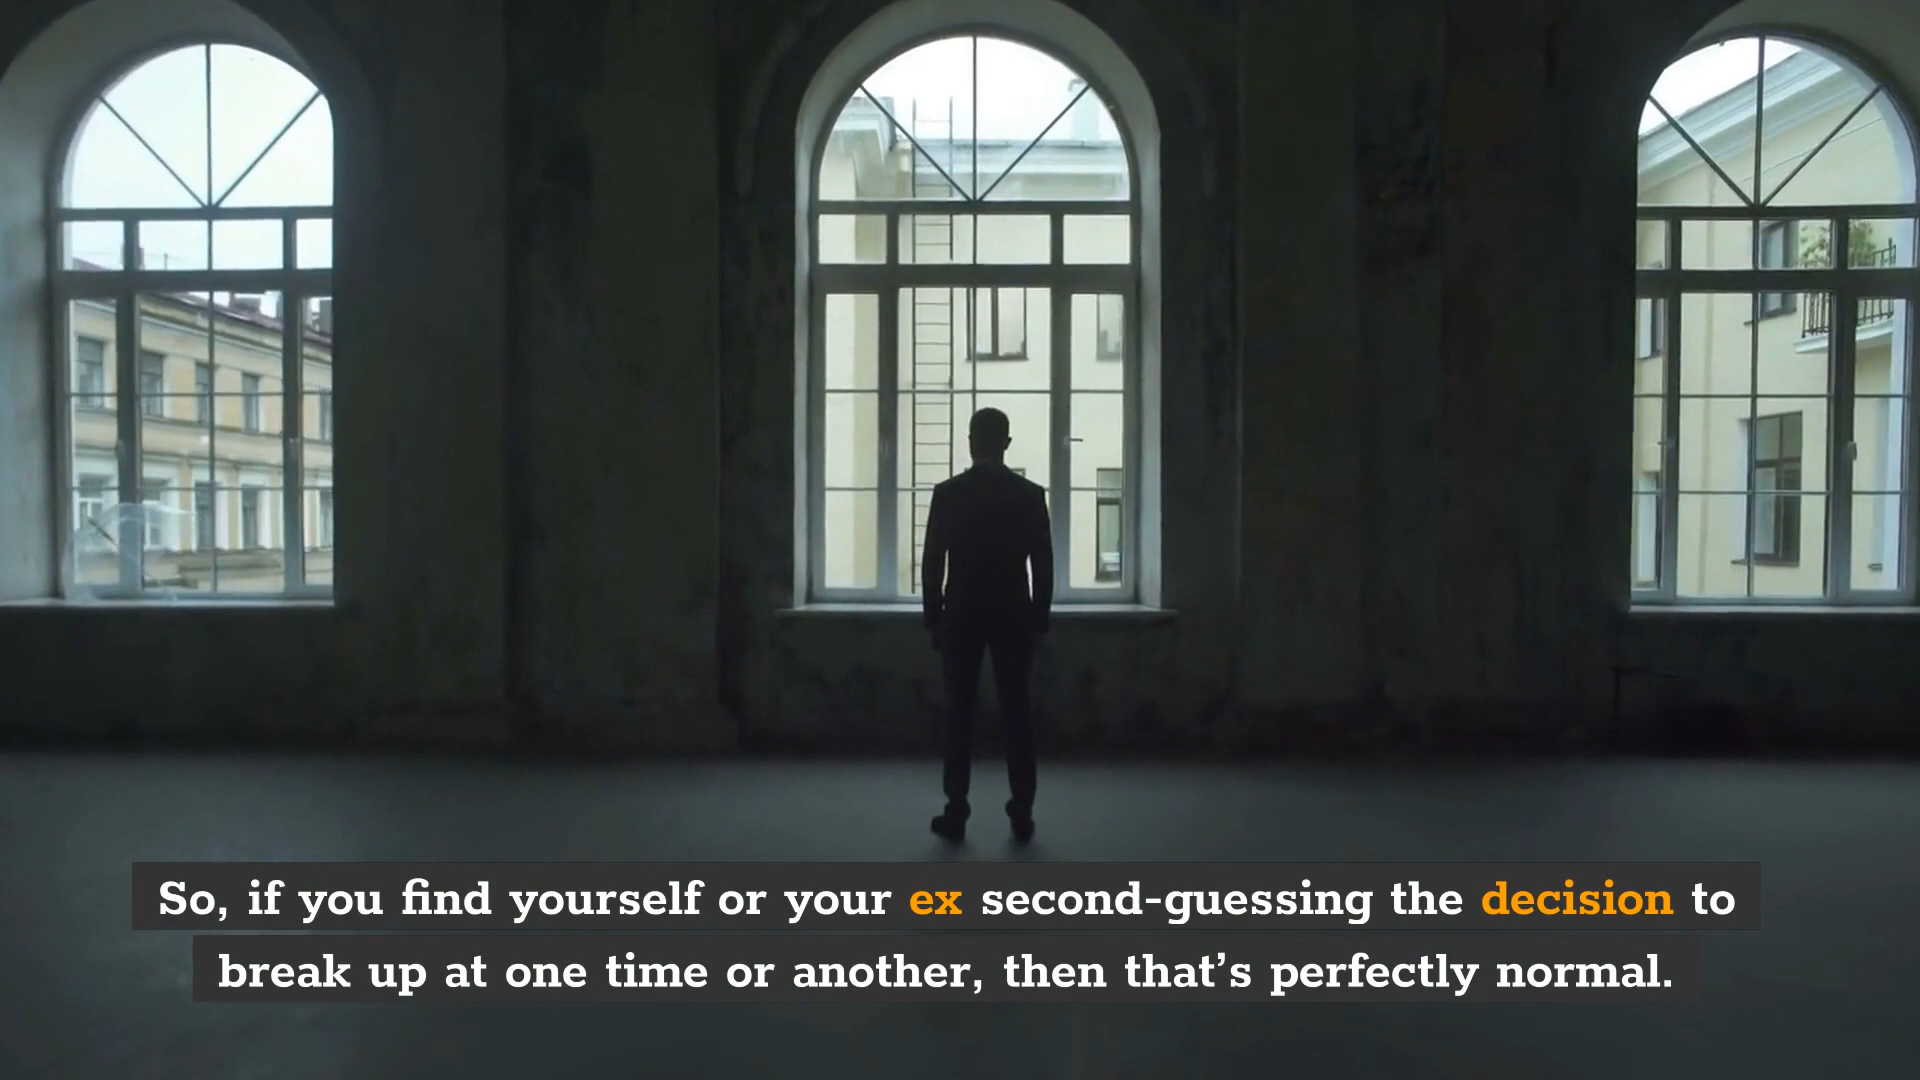 So, if you find yourself or your ex second-guessing the decision to
break up at one time or another, then that’s perfectly normal.